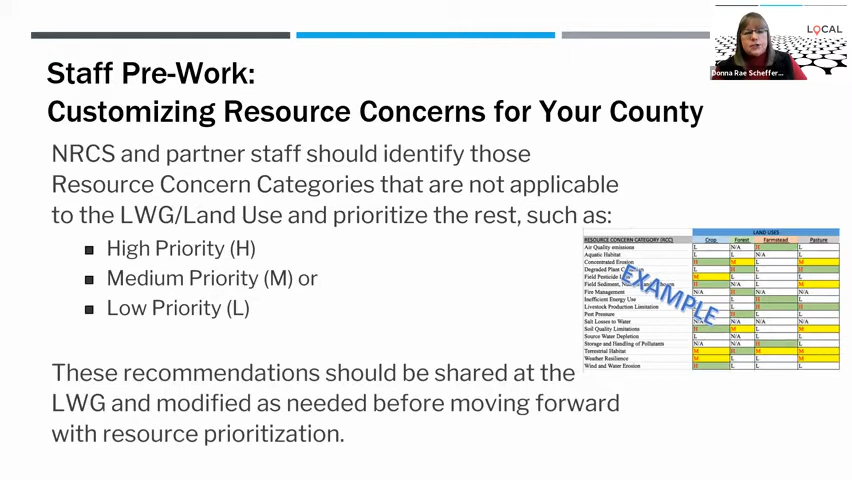 LOCAL
Donna Rae Scheffer...
Staff Pre-Work:
Customizing Resource Concerns for Your County
NRCS and partner staff should identify those
Resource Concern Categories that are not applicable
to the LWG/Land Use and prioritize the rest, such as:
High Priority (H)
Medium Priority (M) or
Low Priority (L)
These recommendations should be shared at the
LWG and modified as needed before moving forward
with resource prioritization.
LAND USES
RESOURCE CONCERN CATEGORY (RCC) Crop Forest Farmstead Pasture
Air Quality emissions L N/A H L
Aquatic Habitat L L N/A L
Concentrated Erosion H M L M
Degraded Plant L H L H
Field Pesticide M L L L
Field Sediment, H N/A L M
Fire Management N/A H N/A N/A
Inefficient Energy Use L H L
Livestock Production Limitation L H H
Pest Pressure H L L
Salt Losses to Water L L
Soil Quality Limitations H M L M
Source Water Depletion L N/A L L
Storage and Handling of Pollutants N/A N/A H L
Terrestrial Habitat M H M M
Weather Resilience M L L M
Wind and Water Erosion H L L L
EXAMPLE